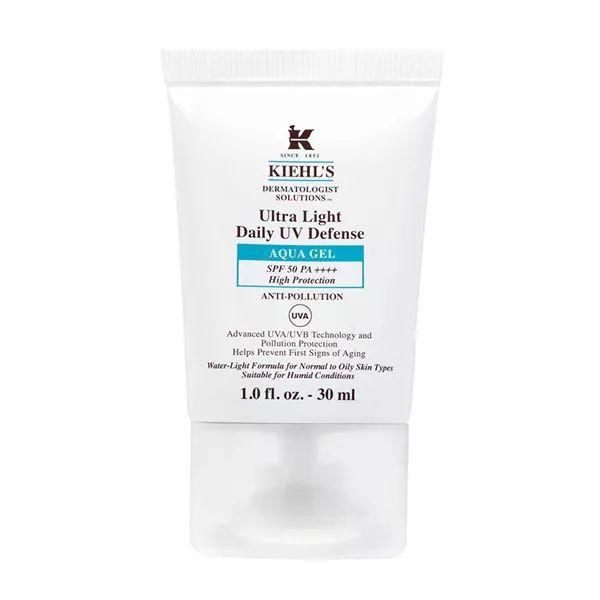 K
SINCE 1851
KIEHL'S
DERMATOLOGIST
SOLUTIONS™
Ultra Light
Daily UV Defense
AQUA GEL
SPF 50 PA ++++
High Protection
ANTI-POLLUTION
UVA
Advanced UVA/UVB Technology and
Pollution Protection
Helps Prevent First Signs of Aging
Water-Light Formula for Normal to Oily Skin Types
Suitable for Humid Conditions
1.0 fl. oz. - 30 ml